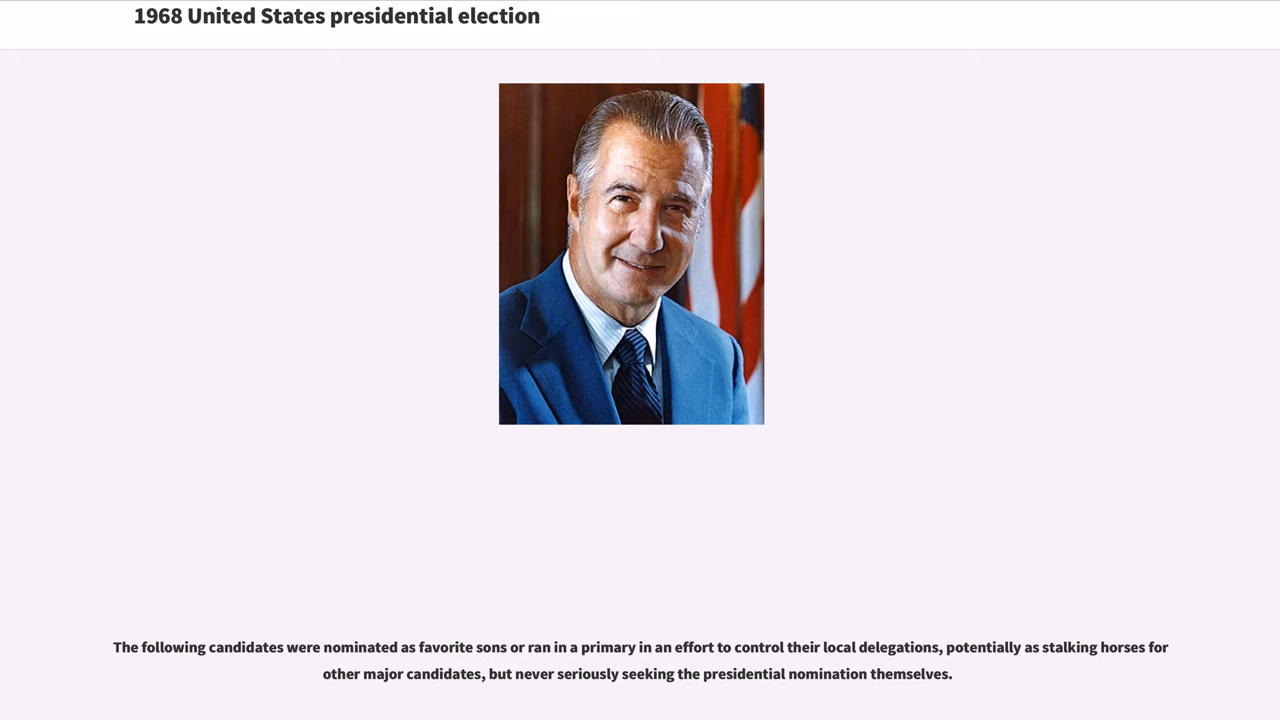 1968 United States presidential election
The following candidates were nominated as favorite sons or ran in a primary in an effort to control their local delegations, potentially as stalking horses for
other major candidates, but never seriously seeking the presidential nomination themselves.